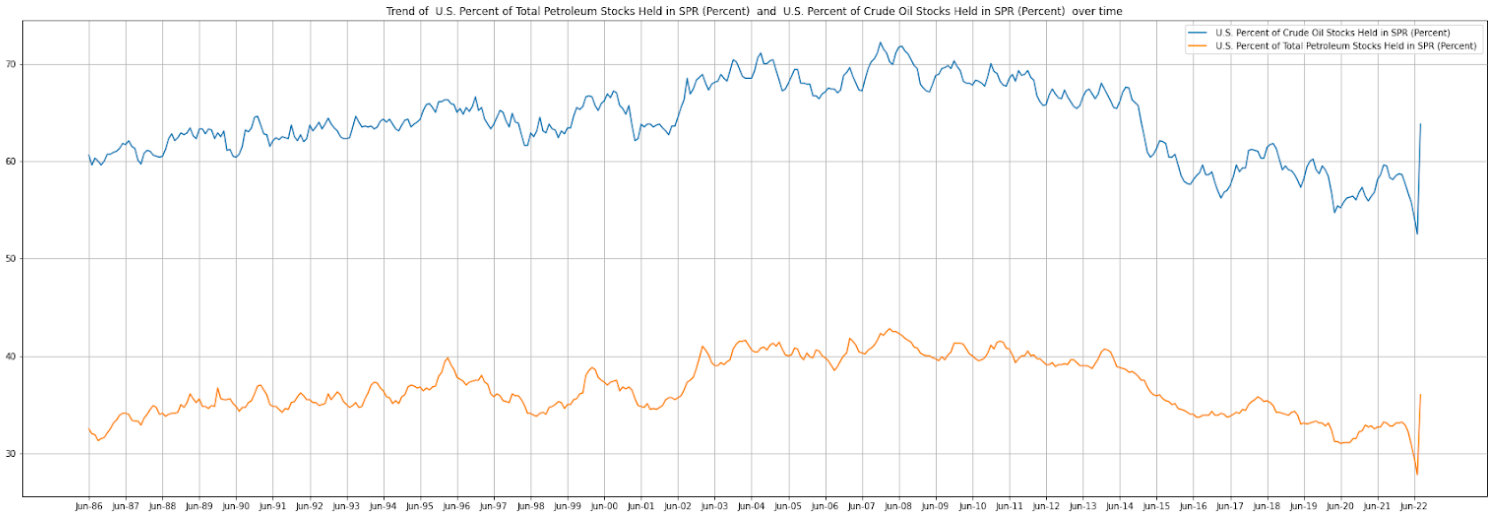 Trend of U.S. Percent of Total Petroleum Stocks Held in SPR (Percent) and U.S. Percent of Crude Oil Stocks Held in SPR (Percent) over time
U.S. Percent of Crude Oil Stocks Held in SPR (Percent)
U.S. Percent of Total Petroleum Stocks Held in SPR (Percent)
70
60
50
40
30
Jun-86 Jun-87 Jun-88 Jun-89 Jun-90 Jun-91 Jun-92 Jun-93 Jun-94 Jun-95 Jun-96 Jun-97 Jun-98 Jun-99 Jun-00 Jun-01 Jun-02 Jun-03 Jun-04 Jun-05 Jun-06 Jun-07 Jun-08 Jun-09 Jun-10 Jun-11 Jun-12 Jun-13 Jun-14 Jun-15 Jun-16 Jun-17 Jun-18 Jun-19 Jun-20 Jun-21 Jun-22